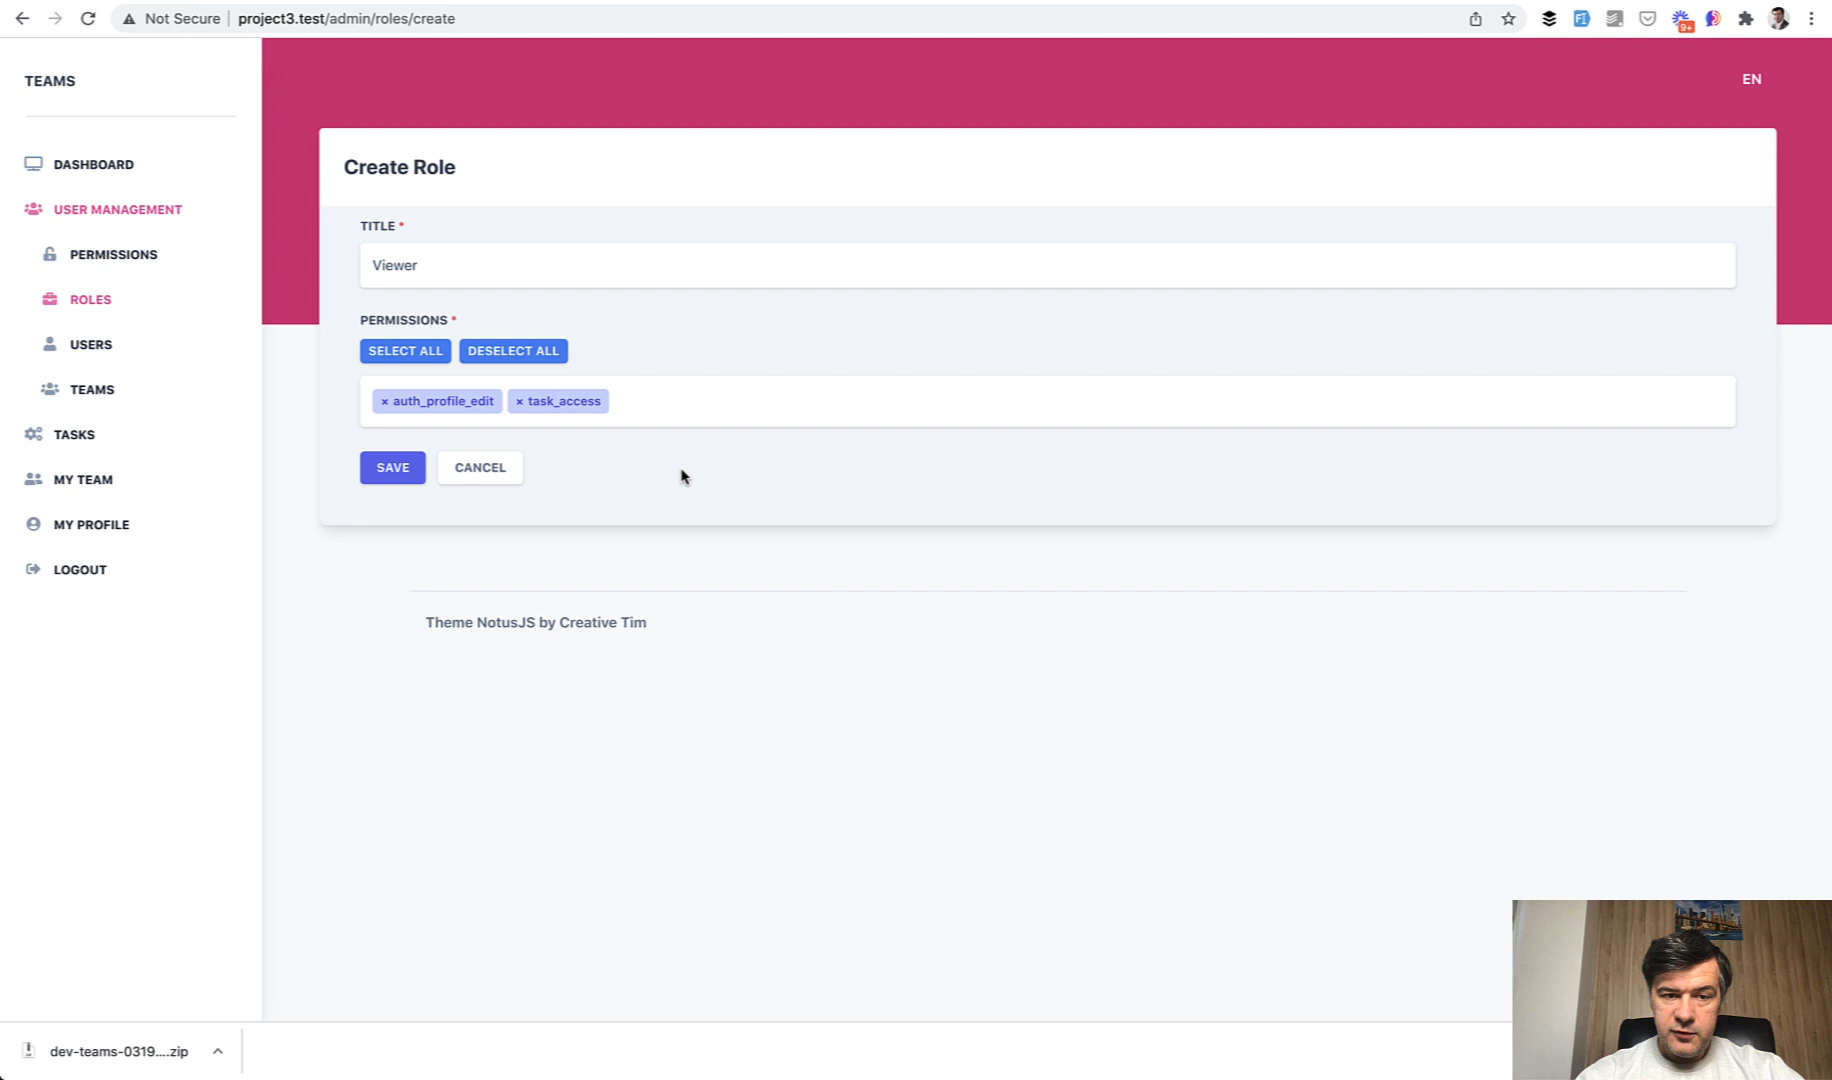 Not Secure project3.test/admin/roles/create
9+
TEAMS
EN
DASHBOARD
USER MANAGEMENT
PERMISSIONS
ROLES
USERS
TEAMS
TASKS
MY TEAM
MY PROFILE
LOGOUT
Create Role
TITLE *
Viewer
PERMISSIONS *
SELECT ALL DESELECT ALL
× auth_profile_edit × task_access
SAVE CANCEL
Theme NotusJS by Creative Tim
dev-teams-0319....zip